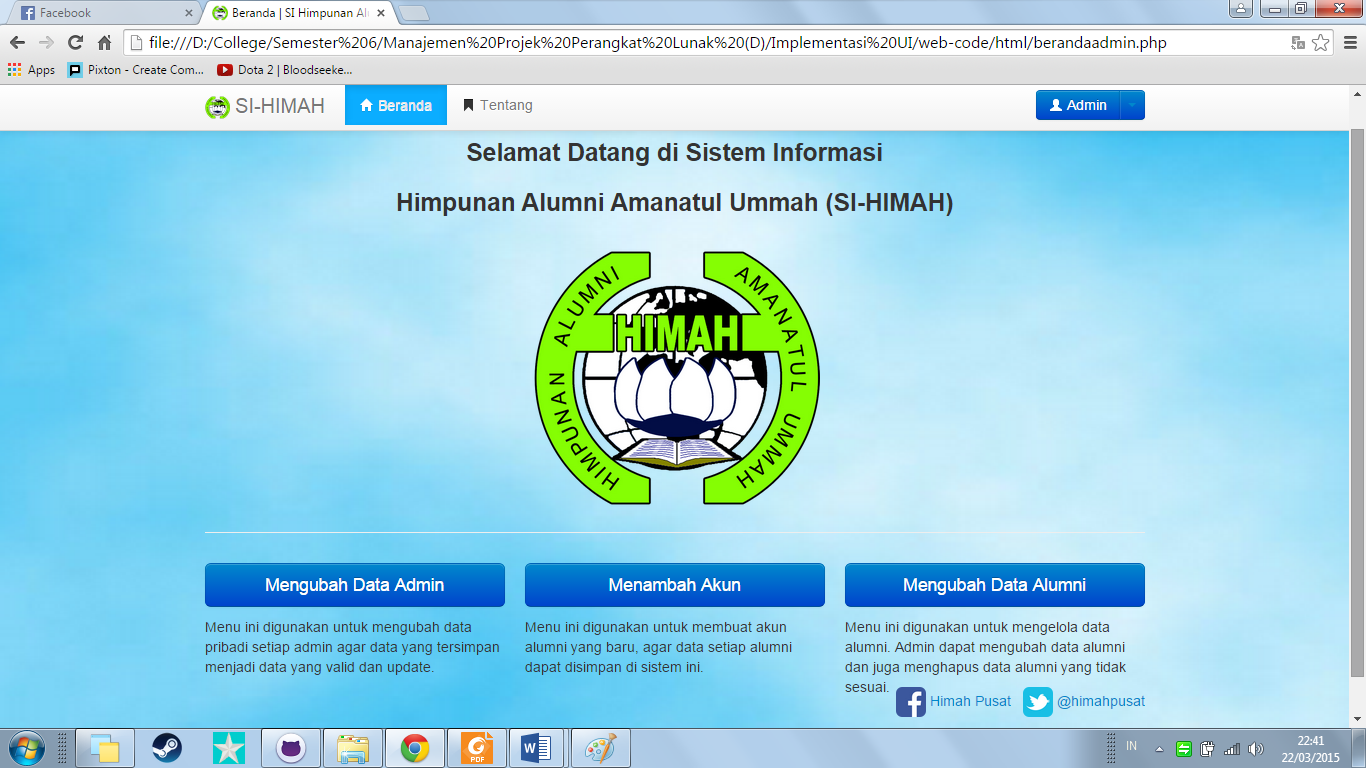 Facebook
Beranda | SI Himpunan Al
file:///D:/College/Semester%206/Manajemen%20Projek%20Perangkat%20Lunak%20(D)/Implementasi%20UI/web-code/html/berandaadmin.php
Apps
Pixton - Create Com...
Dota 2 | Bloodseeke...
SI-HIMAH
Beranda
Tentang
Admin
Selamat Datang di Sistem Informasi
Himpunan Alumni Amanatul Ummah (SI-HIMAH)
HIMPUNAN ALUMNI
AMANATUL UMMAH
HIMAH
Mengubah Data Admin
Menambah Akun
Mengubah Data Alumni
Menu ini digunakan untuk mengubah data
pribadi setiap admin agar data yang tersimpan
menjadi data yang valid dan update.
Menu ini digunakan untuk membuat akun
alumni yang baru, agar data setiap alumni
dapat disimpan di sistem ini.
Menu ini digunakan untuk mengelola data
alumni. Admin dapat mengubah data alumni
dan juga menghapus data alumni yang tidak
sesuai.
Himah Pusat
@himahpusat
PDF
IN
22:41
22/03/2015